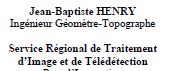 Jean-Baptiste HENRY
Ingénieur Géomètre-Topographe
Service Régional de Traitement
d'Image et de Télédétection